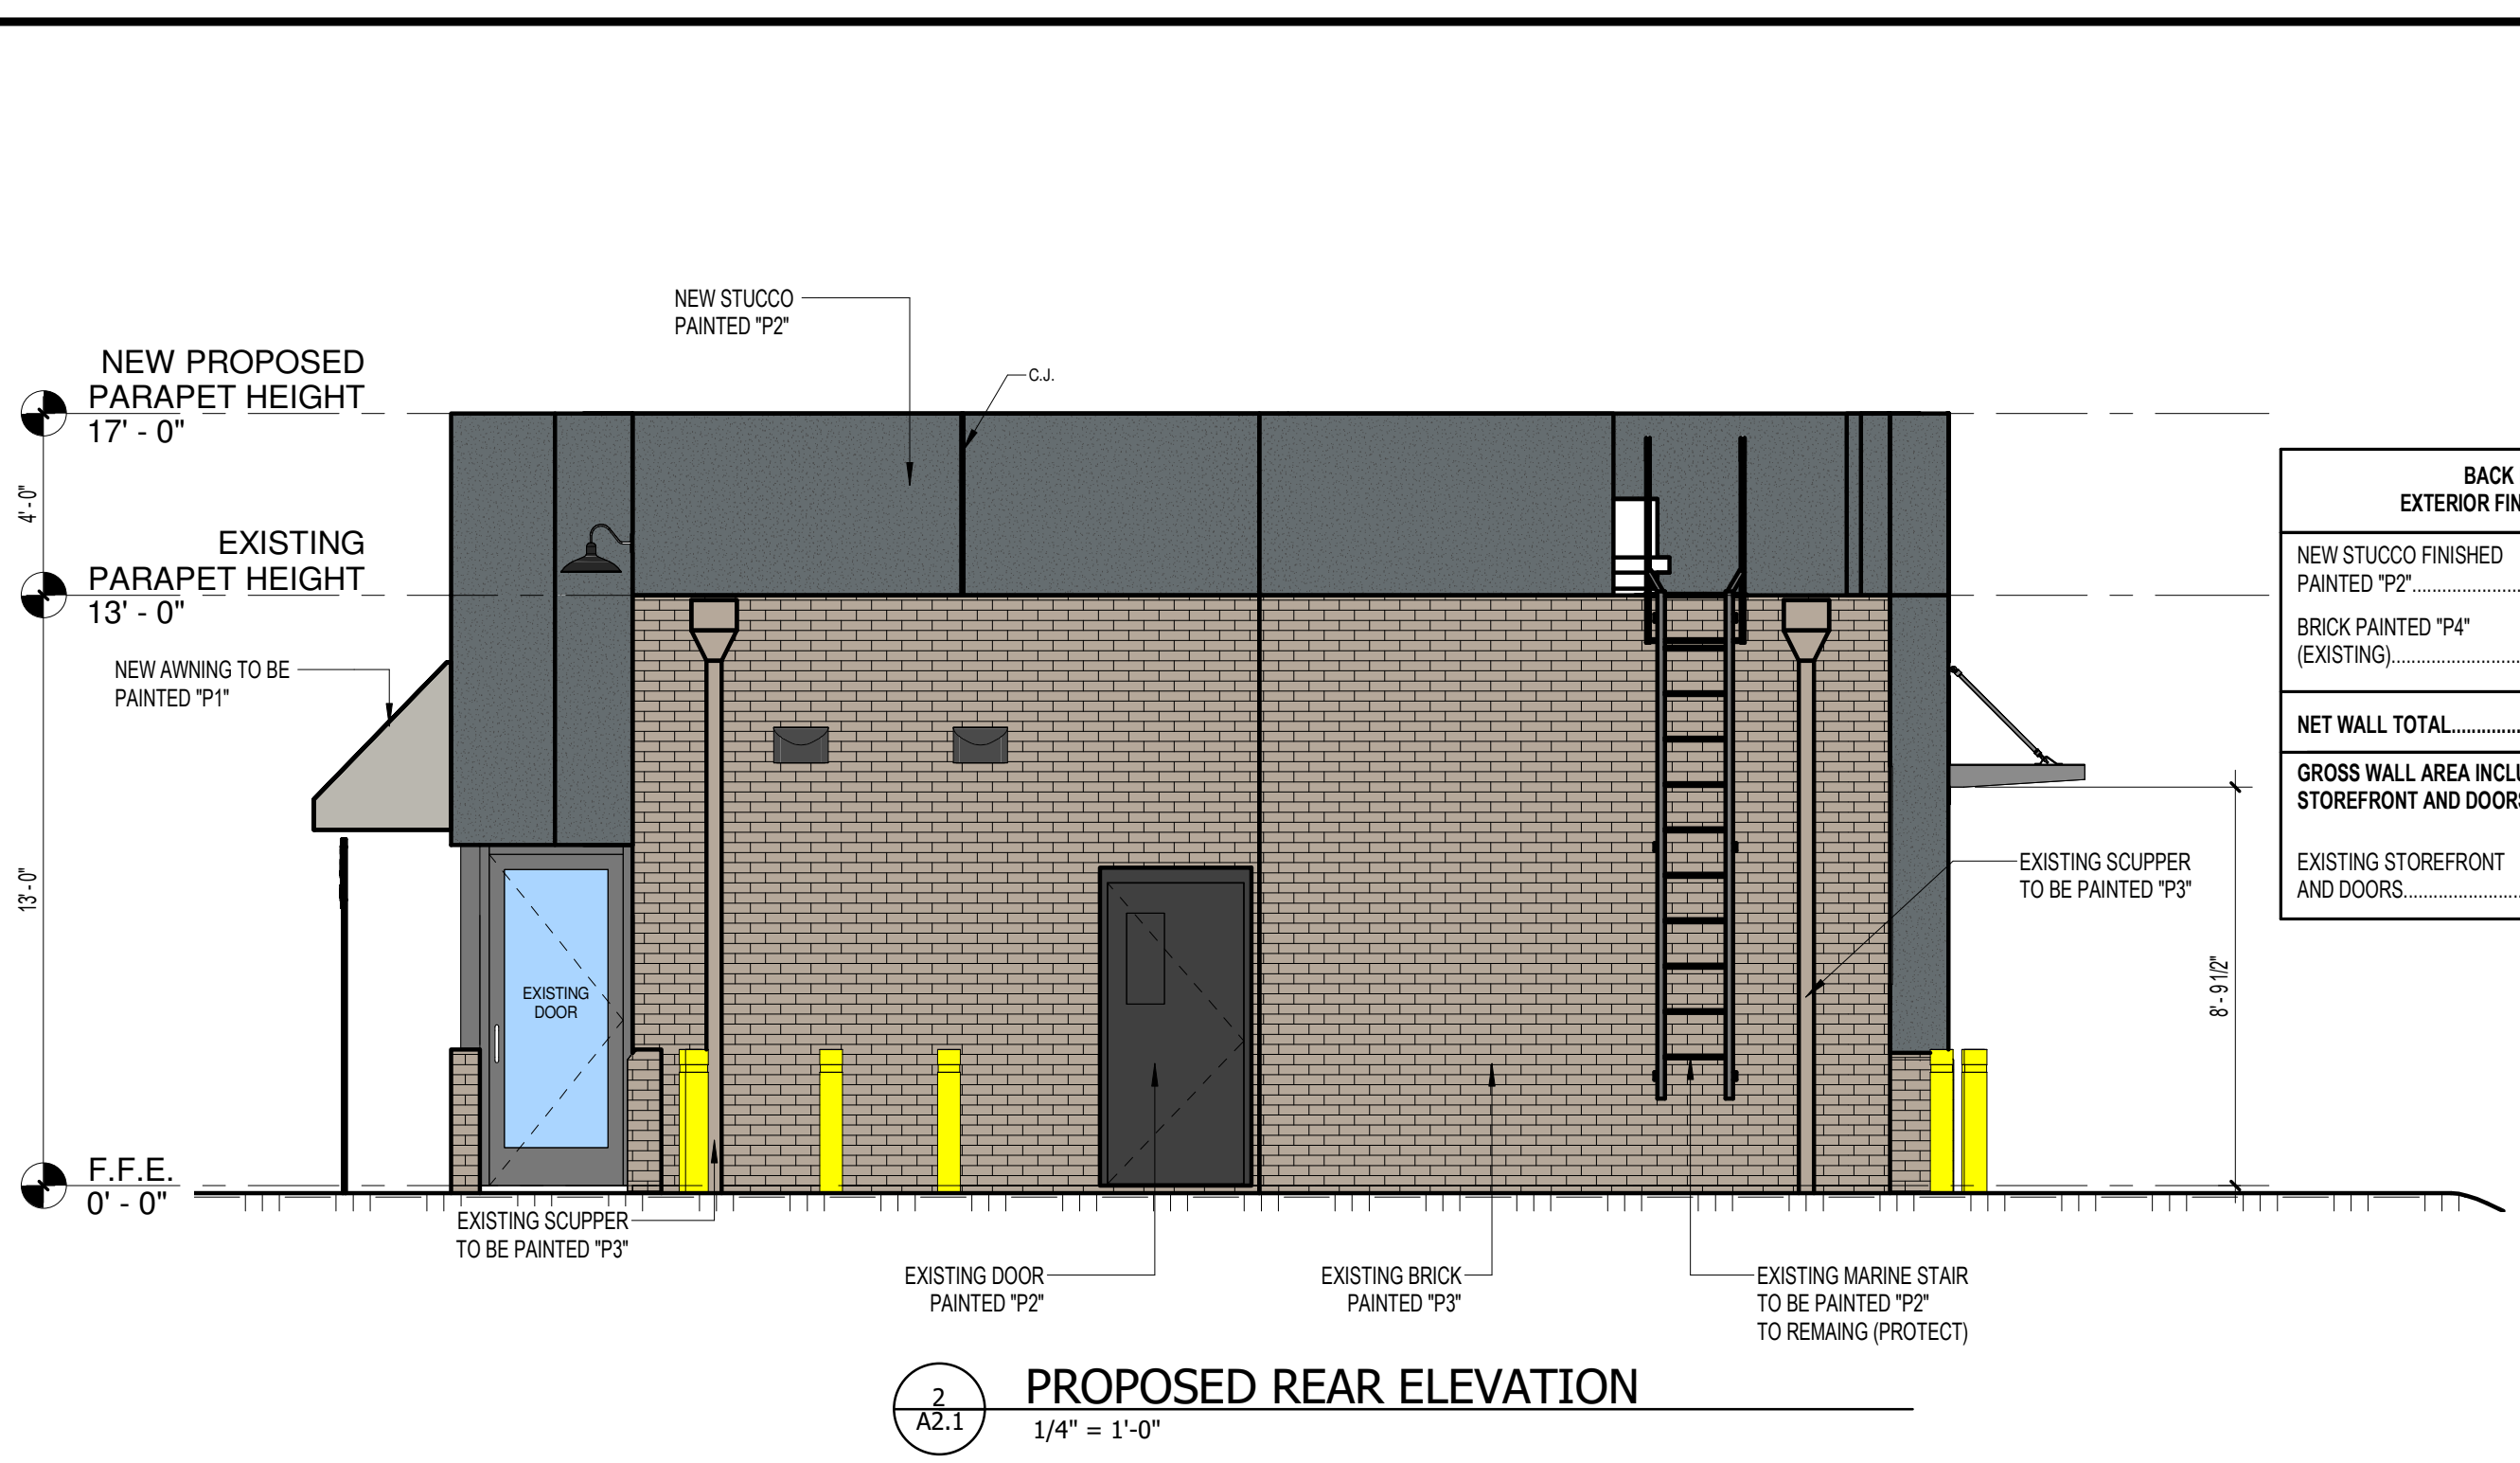 NEW STUCCO
PAINTED "P2"
C.J.
NEW PROPOSED
PARAPET HEIGHT
17' - 0"
4' - 0"
EXISTING
PARAPET HEIGHT
13' - 0"
NEW AWNING TO BE
PAINTED "P1"
13' - 0"
EXISTING
DOOR
F.F.E.
0' - 0"
EXISTING SCUPPER
TO BE PAINTED "P3"
8' - 9 1/2"
EXISTING SCUPPER
TO BE PAINTED "P3"
EXISTING DOOR
PAINTED "P2"
EXISTING BRICK
PAINTED "P3"
EXISTING MARINE STAIR
TO BE PAINTED "P2"
TO REMAING (PROTECT)
BACK
EXTERIOR FIN
NEW STUCCO FINISHED
PAINTED "P2"......................
BRICK PAINTED "P4"
(EXISTING)..........................
NET WALL TOTAL..............
GROSS WALL AREA INCLU
STOREFRONT AND DOORS
EXISTING STOREFRONT
AND DOORS........................
2
A2.1
PROPOSED REAR ELEVATION
1/4" = 1'-0"